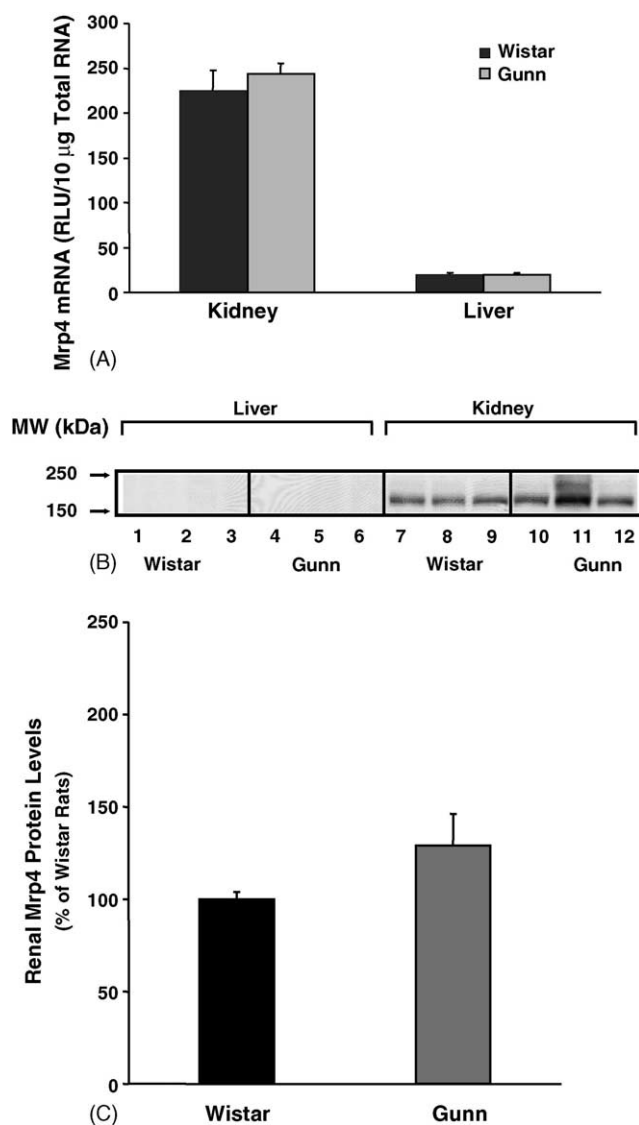 Mrp4 mRNA (RLU/10 µg Total RNA)
300
250
200
150
100
50
0
Wistar
Gunn
Kidney
Liver
(A)
Liver
Kidney
MW (kDa)
250
150
1 2 3 4 5 6 7 8 9 10 11 12
Wistar Gunn Wistar Gunn
(B)
Renal Mrp4 Protein Levels
(% of Wistar Rats)
250
200
150
100
50
0
Wistar
Gunn
(C)